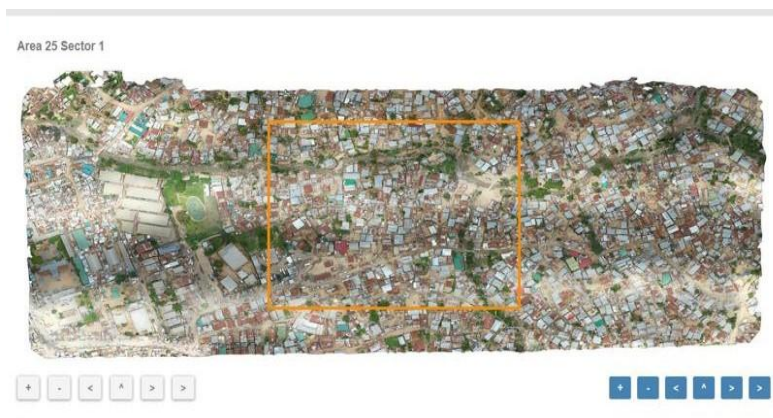 Area 25 Sector 1
+ - < ^ > > + - < ^ > >